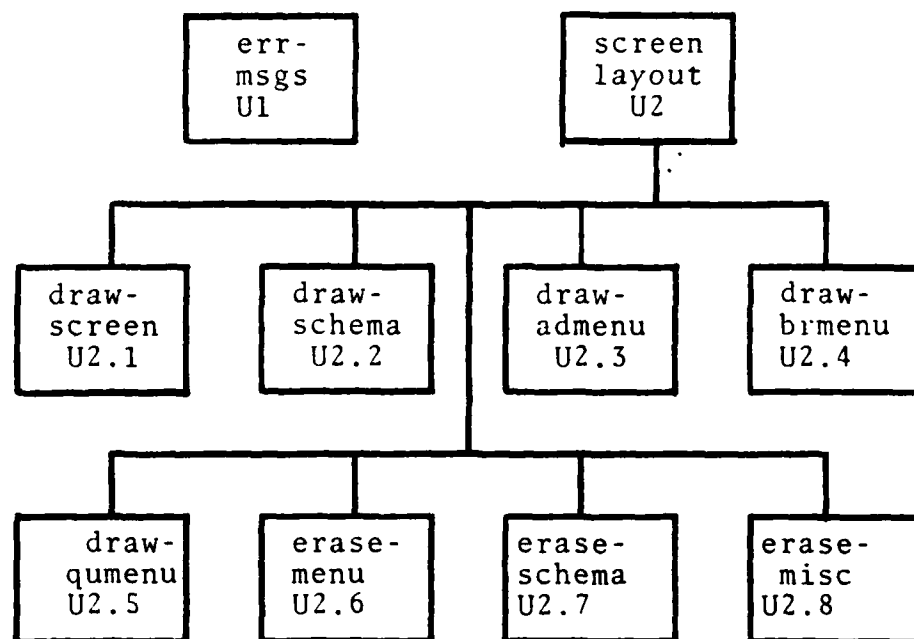 err-
msgs
U1
screen
layout
U2
draw-
screen
U2.1
draw-
schema
U2.2
draw-
admenu
U2.3
draw-
brmenu
U2.4
draw-
qumenu
U2.5
erase-
menu
U2.6
erase-
schema
U2.7
erase-
misc
U2.8